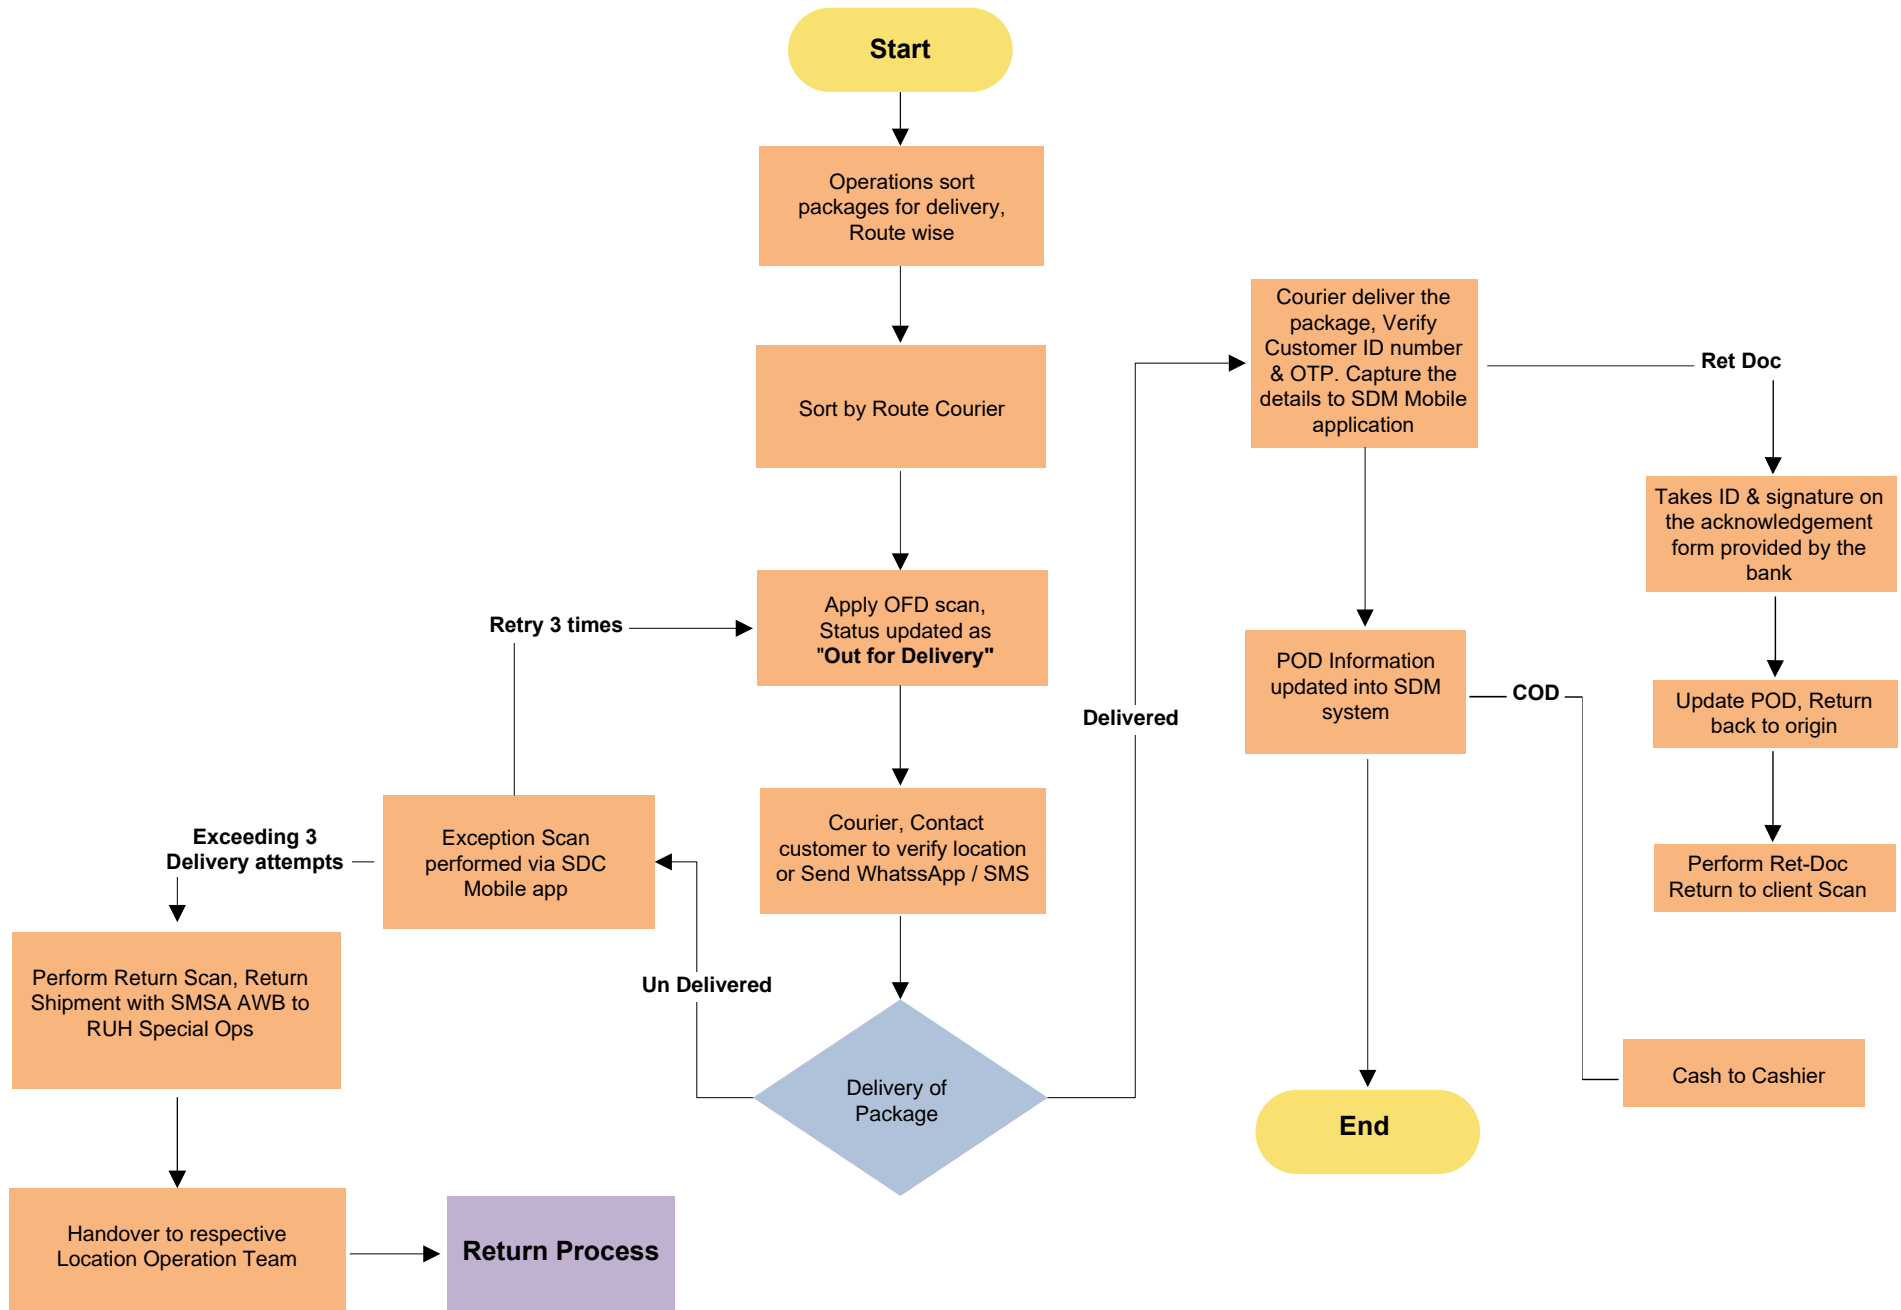 Start
Operations sort
packages for delivery,
Route wise
Sort by Route Courier
Apply OFD scan,
Status updated as
"Out for Delivery"
Retry 3 times
Courier, Contact
customer to verify location
or Send WhatssApp / SMS
Exception Scan
performed via SDC
Mobile app
Exceeding 3
Delivery attempts
Perform Return Scan, Return
Shipment with SMSA AWB to
RUH Special Ops
Un Delivered
Delivery of
Package
Handover to respective
Location Operation Team
Return Process
Delivered
Courier deliver the
package, Verify
Customer ID number
& OTP. Capture the
details to SDM Mobile
application
Ret Doc
Takes ID & signature on
the acknowledgement
form provided by the
bank
POD Information
updated into SDM
system
COD
Update POD, Return
back to origin
Perform Ret-Doc
Return to client Scan
Cash to Cashier
End